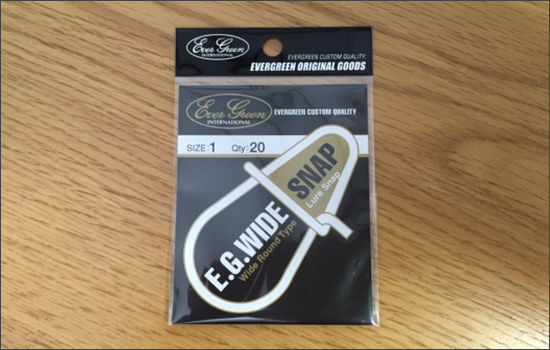 Ever Green
INTERNATIONAL
EVERGREEN CUSTOM QUALITY
EVERGREEN ORIGINAL GOODS
Ever Green
INTERNATIONAL
EVERGREEN CUSTOM QUALITY
SIZE:1 Qty:20
E.G.WIDE SNAP
Wide Round Type Lure Snap